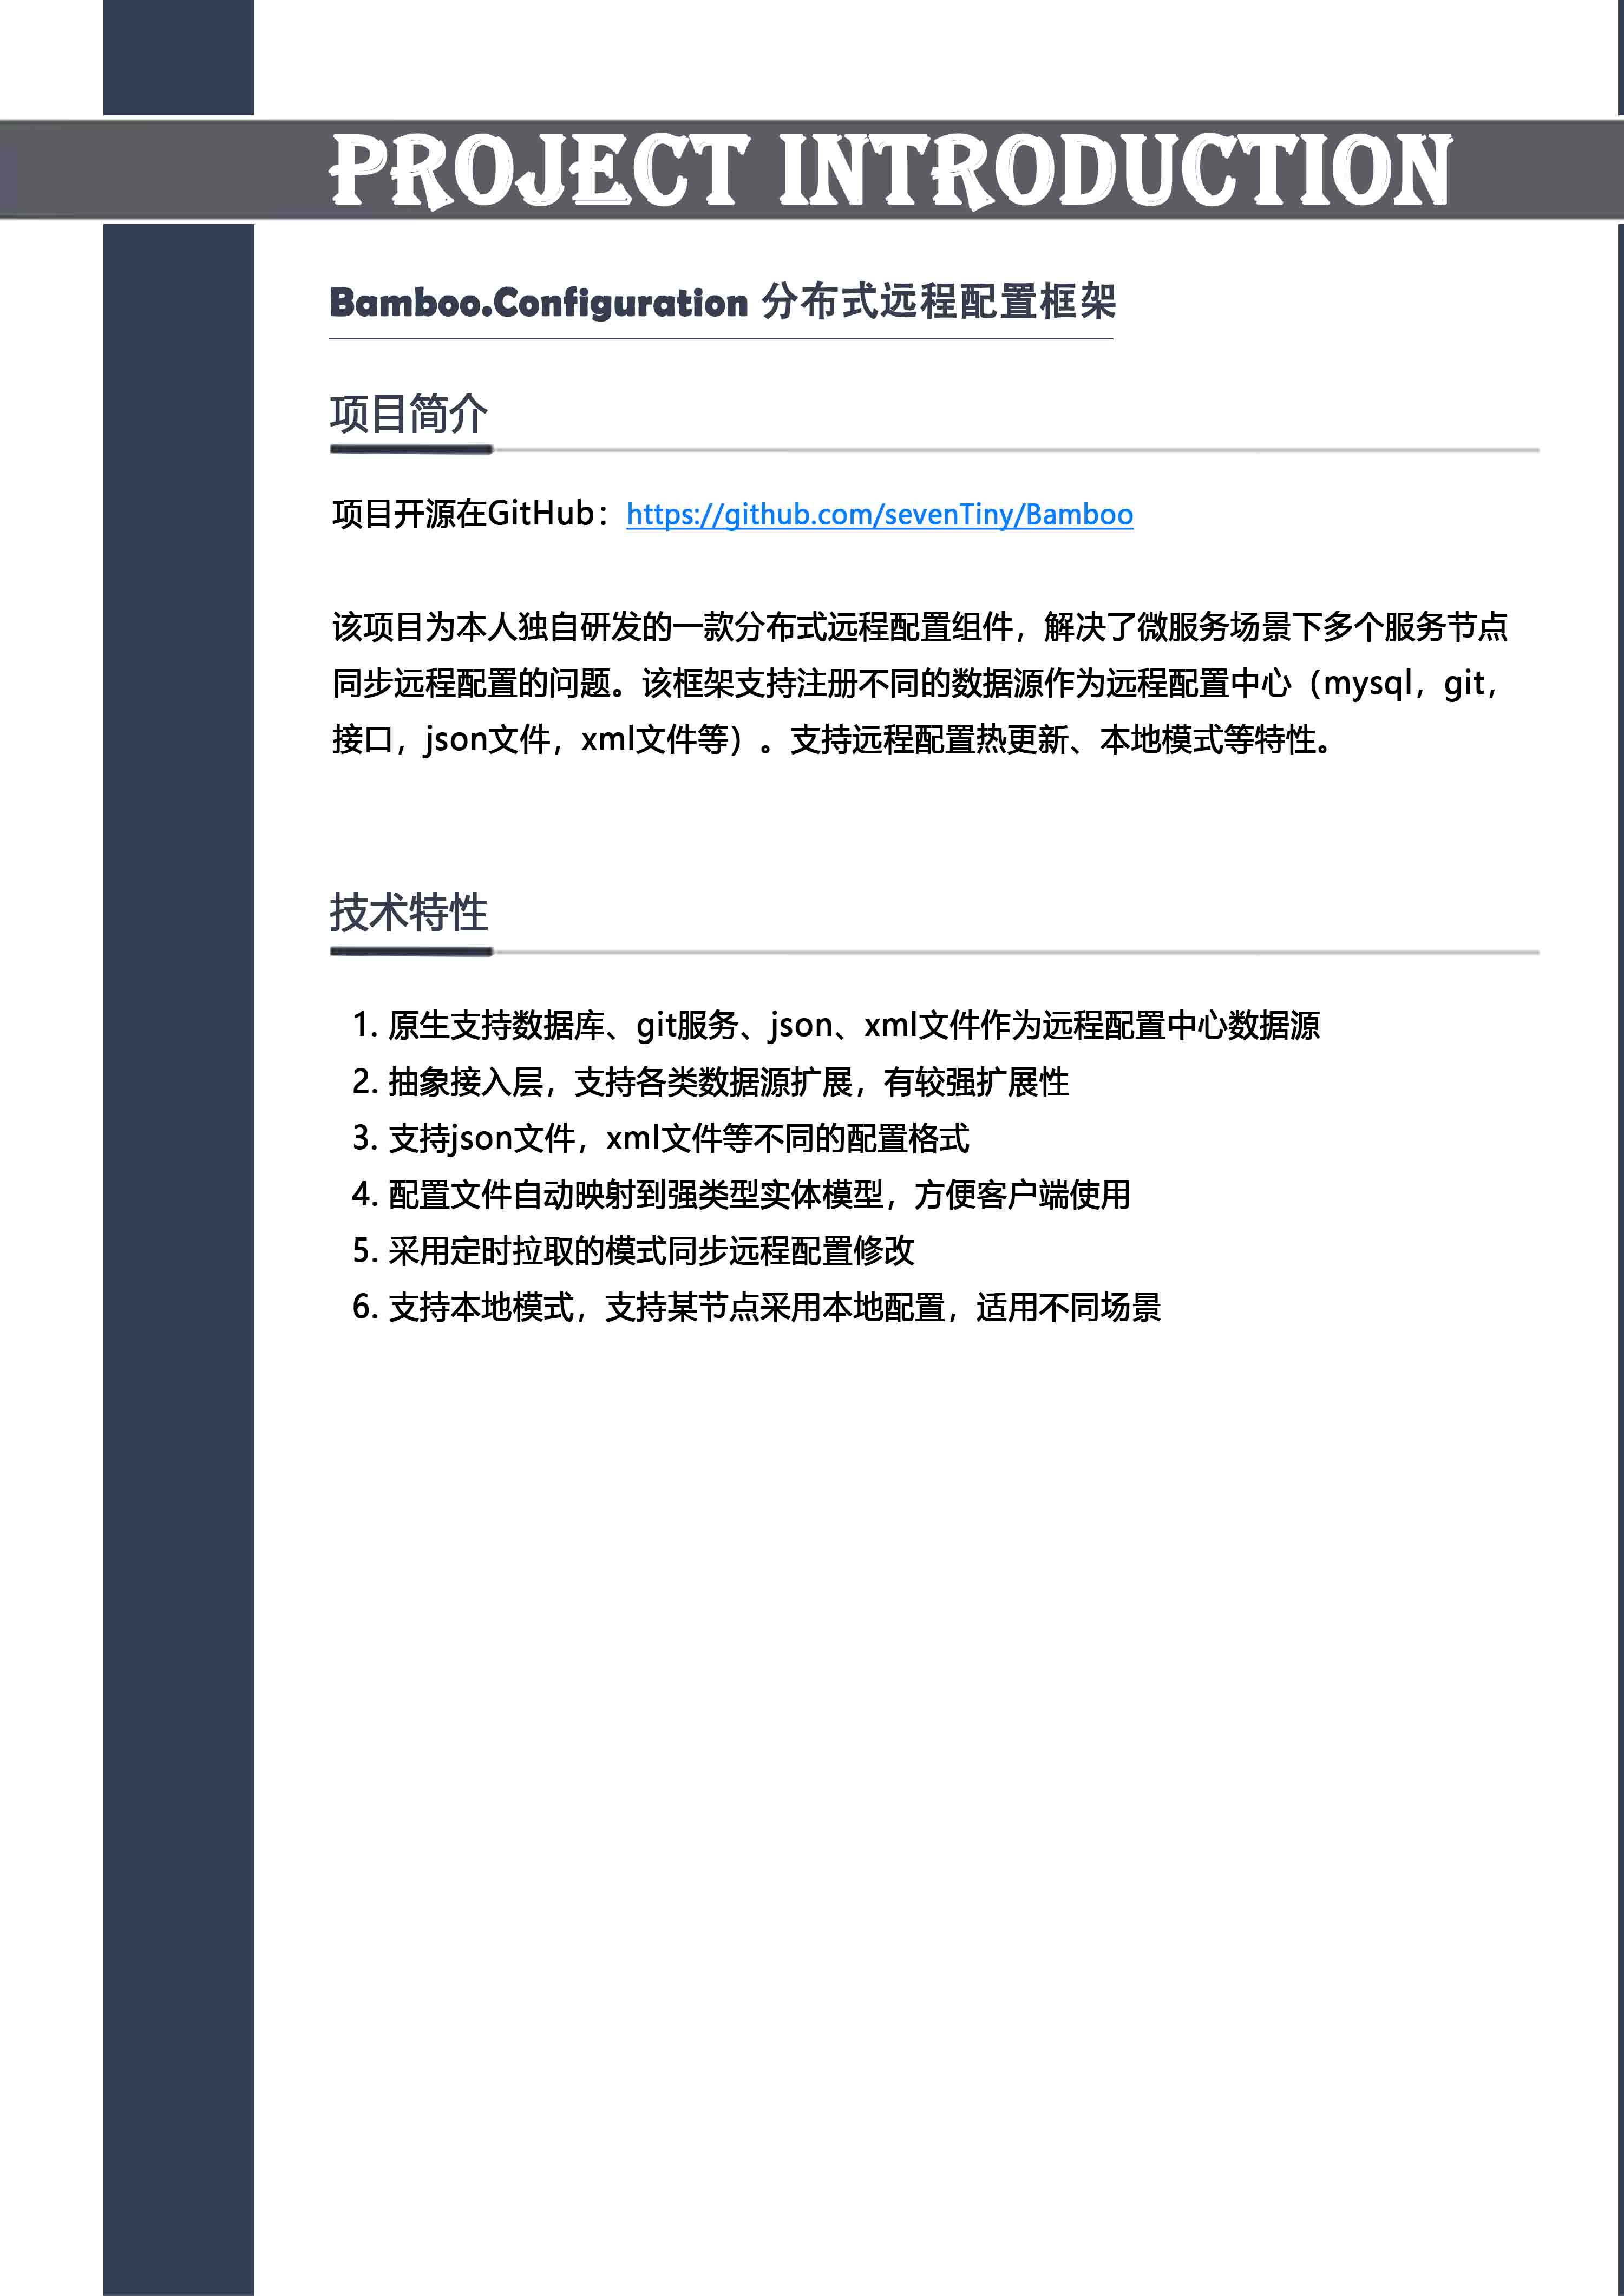 PROJECT INTRODUCTION
Bamboo.Configuration 分布式远程配置框架
项目简介
项目开源在GitHub：https://github.com/sevenTiny/Bamboo
该项目为本人独自研发的一款分布式远程配置组件，解决了微服务场景下多个服务节点
同步远程配置的问题。该框架支持注册不同的数据源作为远程配置中心（mysql，git，
接口，json文件，xml文件等）。支持远程配置热更新、本地模式等特性。
技术特性
1. 原生支持数据库、git服务、json、xml文件作为远程配置中心数据源
2. 抽象接入层，支持各类数据源扩展，有较强扩展性
3. 支持json文件，xml文件等不同的配置格式
4. 配置文件自动映射到强类型实体模型，方便客户端使用
5. 采用定时拉取的模式同步远程配置修改
6. 支持本地模式，支持某节点采用本地配置，适用不同场景